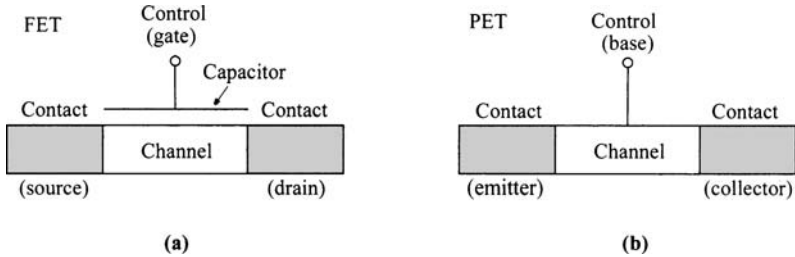 FET
Control
(gate)
Capacitor
Contact
Contact
Channel
(source)
(drain)
(a)
PET
Control
(base)
Contact
Contact
Channel
(emitter)
(collector)
(b)